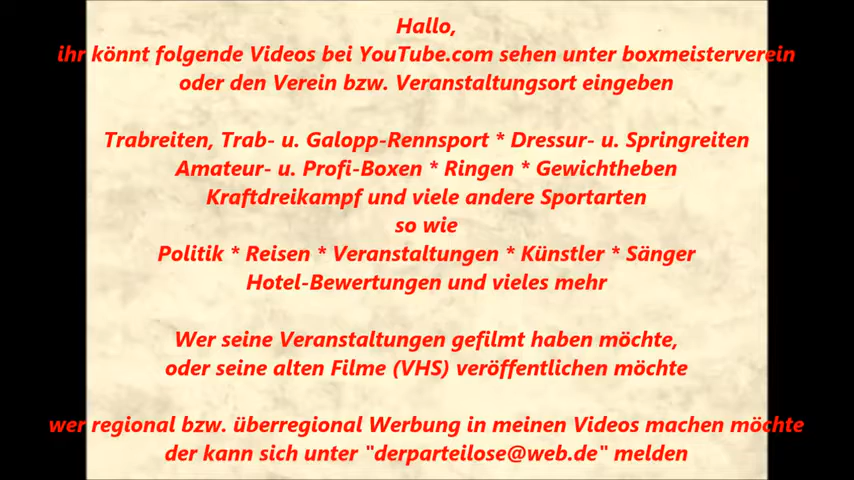 Hallo,
ihr könnt folgende Videos bei YouTube.com sehen unter boxmeisterverein
oder den Verein bzw. Veranstaltungsort eingeben
Trabreiten, Trab- u. Galopp-Rennsport * Dressur- u. Springreiten
Amateur- u. Profi-Boxen * Ringen * Gewichtheben
Kraftdreikampf und viele andere Sportarten
so wie
Politik * Reisen * Veranstaltungen * Künstler * Sänger
Hotel-Bewertungen und vieles mehr
Wer seine Veranstaltungen gefilmt haben möchte,
oder seine alten Filme (VHS) veröffentlichen möchte
wer regional bzw. überregional Werbung in meinen Videos machen möchte
der kann sich unter "derparteilose@web.de" melden